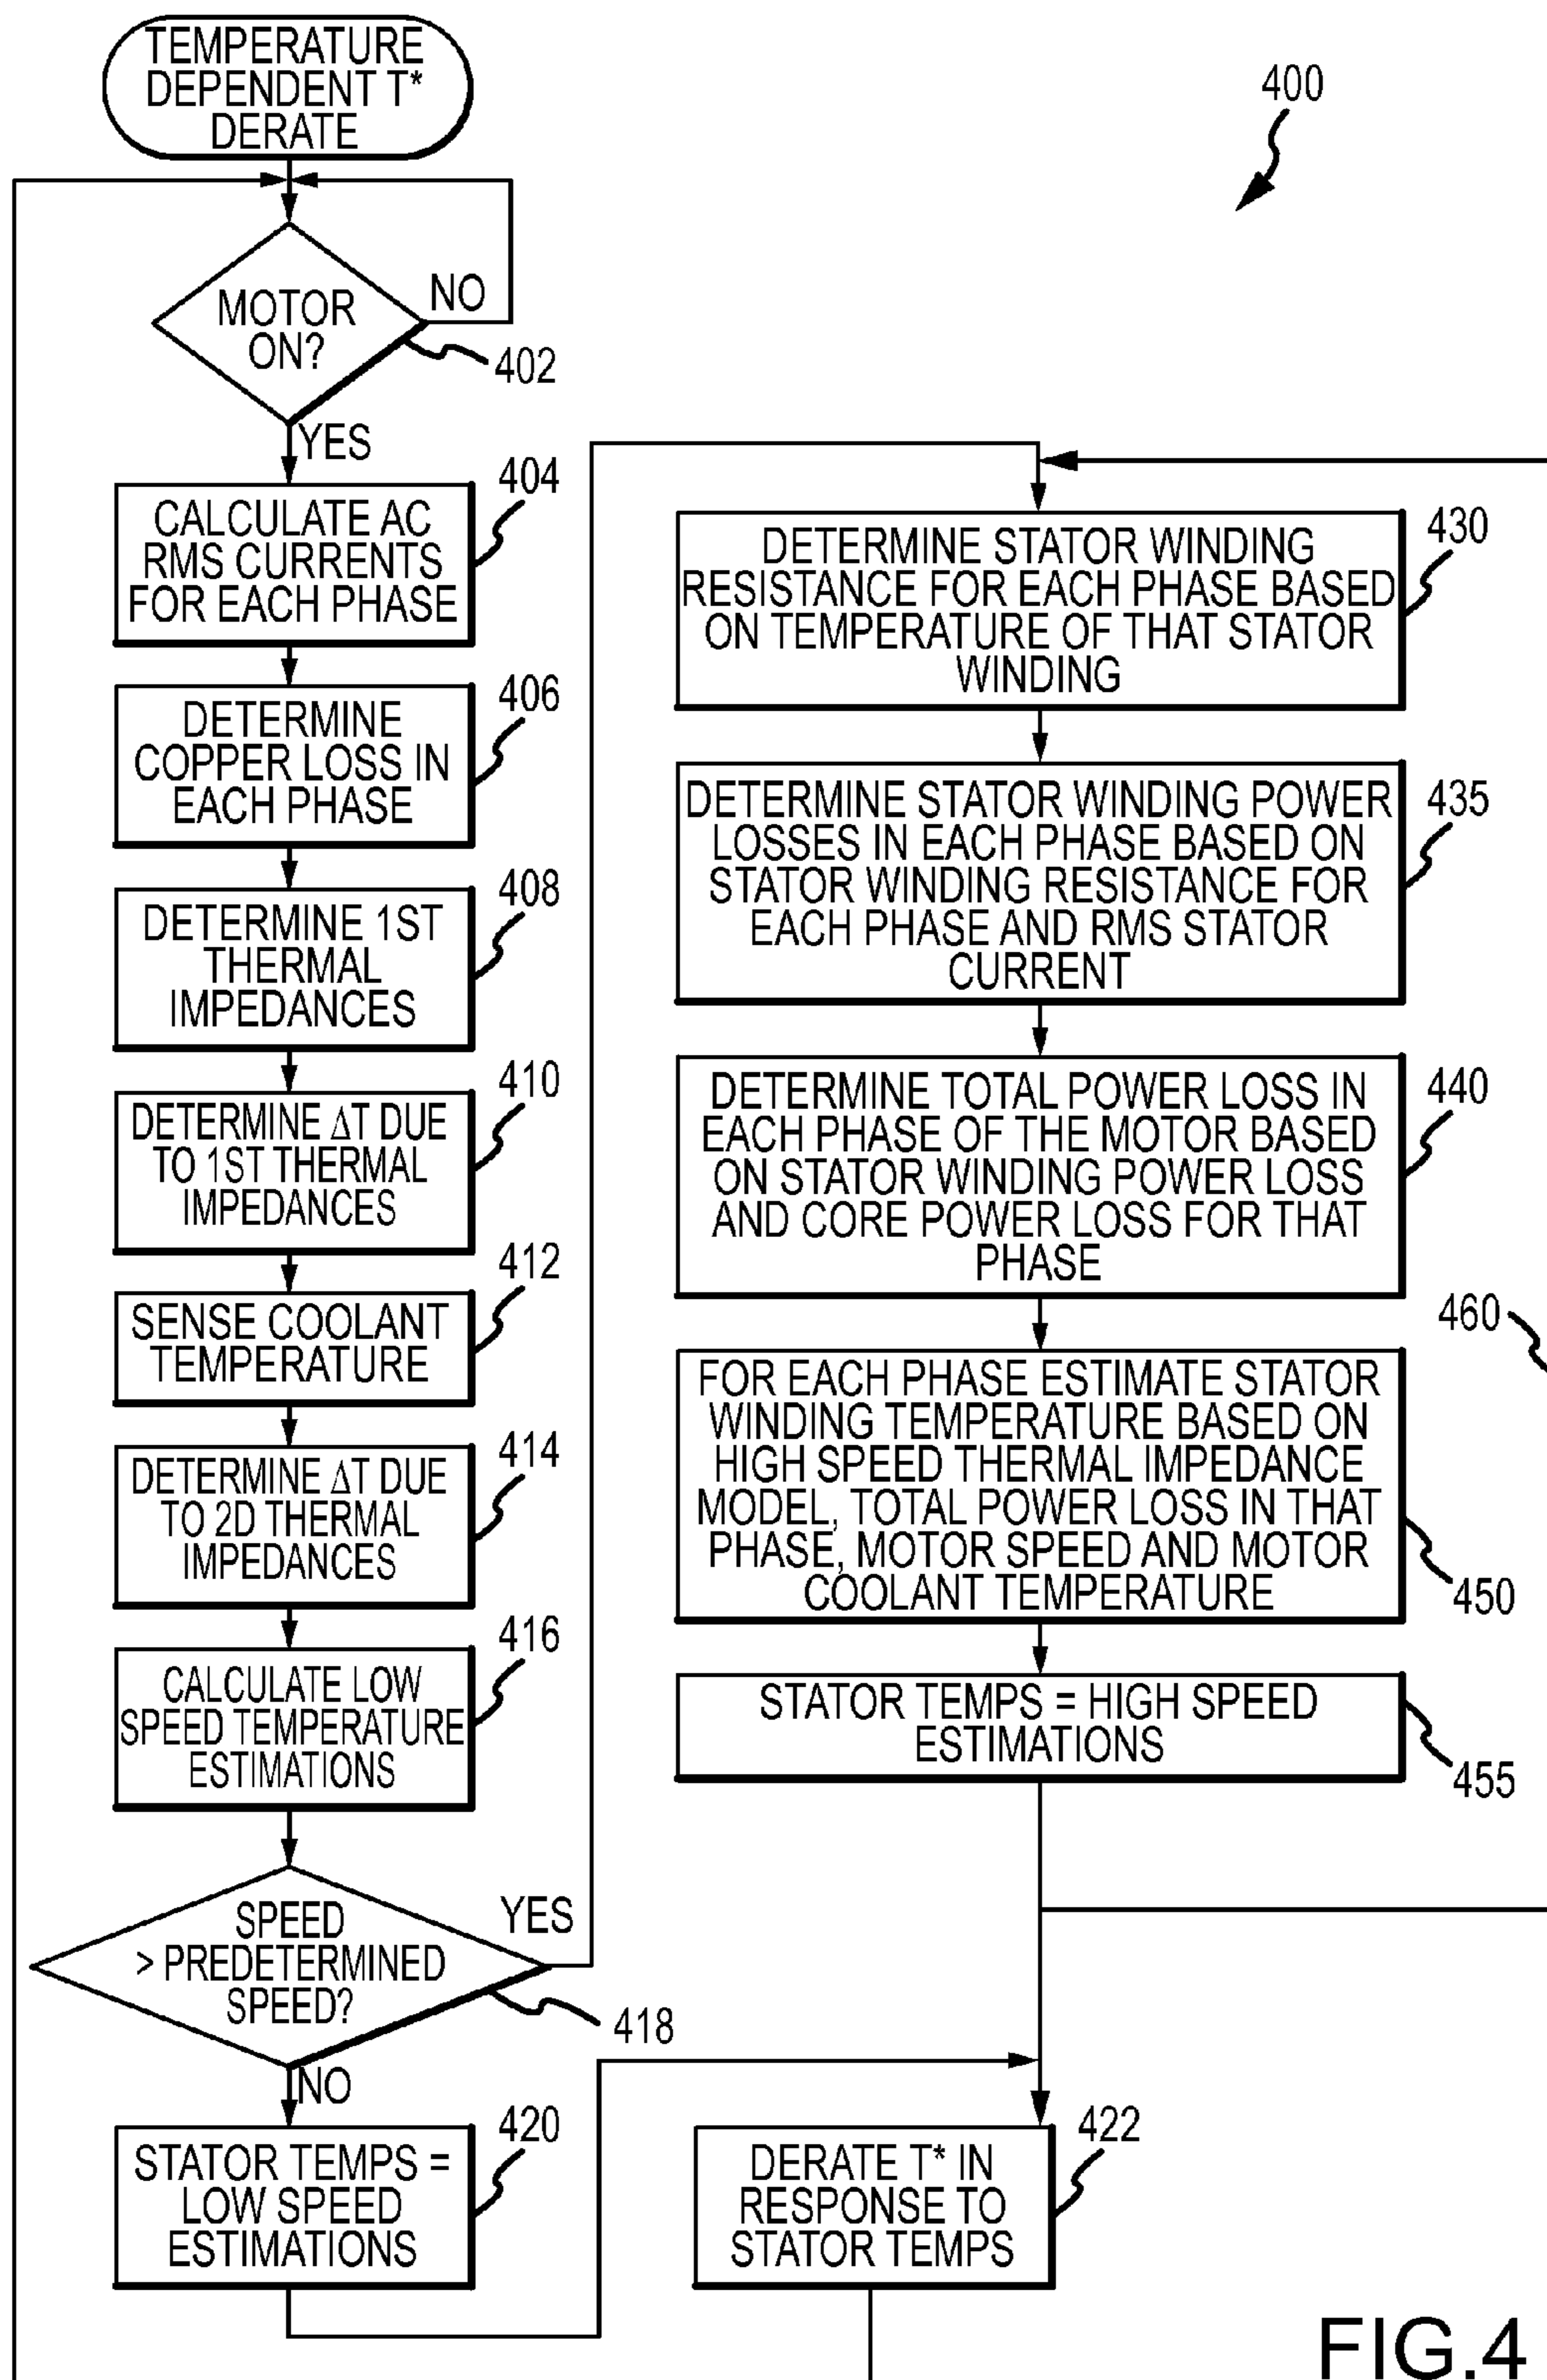 TEMPERATURE
DEPENDENT T*
DERATE
400
MOTOR
ON?
NO
402
YES
404
CALCULATE AC
RMS CURRENTS
FOR EACH PHASE
406
DETERMINE
COPPER LOSS IN
EACH PHASE
408
DETERMINE 1ST
THERMAL
IMPEDANCES
410
DETERMINE ΔT DUE
TO 1ST THERMAL
IMPEDANCES
412
SENSE COOLANT
TEMPERATURE
414
DETERMINE ΔT DUE
TO 2D THERMAL
IMPEDANCES
416
CALCULATE LOW
SPEED TEMPERATURE
ESTIMATIONS
SPEED
> PREDETERMINED
SPEED?
YES
418
NO
420
STATOR TEMPS =
LOW SPEED
ESTIMATIONS
430
DETERMINE STATOR WINDING
RESISTANCE FOR EACH PHASE BASED
ON TEMPERATURE OF THAT STATOR
WINDING
435
DETERMINE STATOR WINDING POWER
LOSSES IN EACH PHASE BASED ON
STATOR WINDING RESISTANCE FOR
EACH PHASE AND RMS STATOR
CURRENT
440
DETERMINE TOTAL POWER LOSS IN
EACH PHASE OF THE MOTOR BASED
ON STATOR WINDING POWER LOSS
AND CORE POWER LOSS FOR THAT
PHASE
460
FOR EACH PHASE ESTIMATE STATOR
WINDING TEMPERATURE BASED ON
HIGH SPEED THERMAL IMPEDANCE
MODEL, TOTAL POWER LOSS IN THAT
PHASE, MOTOR SPEED AND MOTOR
COOLANT TEMPERATURE
450
STATOR TEMPS = HIGH SPEED
ESTIMATIONS
455
422
DERATE T* IN
RESPONSE TO
STATOR TEMPS
FIG.4